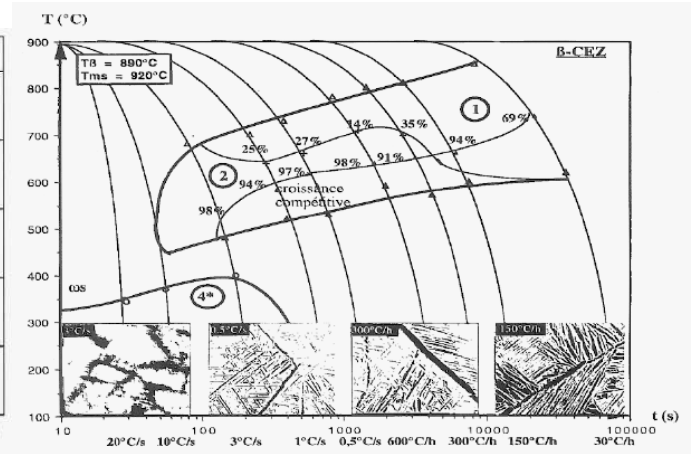 T (°C)
900
ß-CEZ
Tß = 890°C
Tms = 920°C
800
1
69%
14%
35%
700
27%
94%
25%
98%
91%
97%
2
94%
600
croissance
compétitive
98%
500
400
ωs
4*
300
0.5°C/s
300°C/h
150°C/h
200
100
t (s)
10
100
1000
10000
100000
20°C/s
10°C/s
3°C/s
1°C/s
0,5°C/s
600°C/h
300°C/h
150°C/h
30°C/h